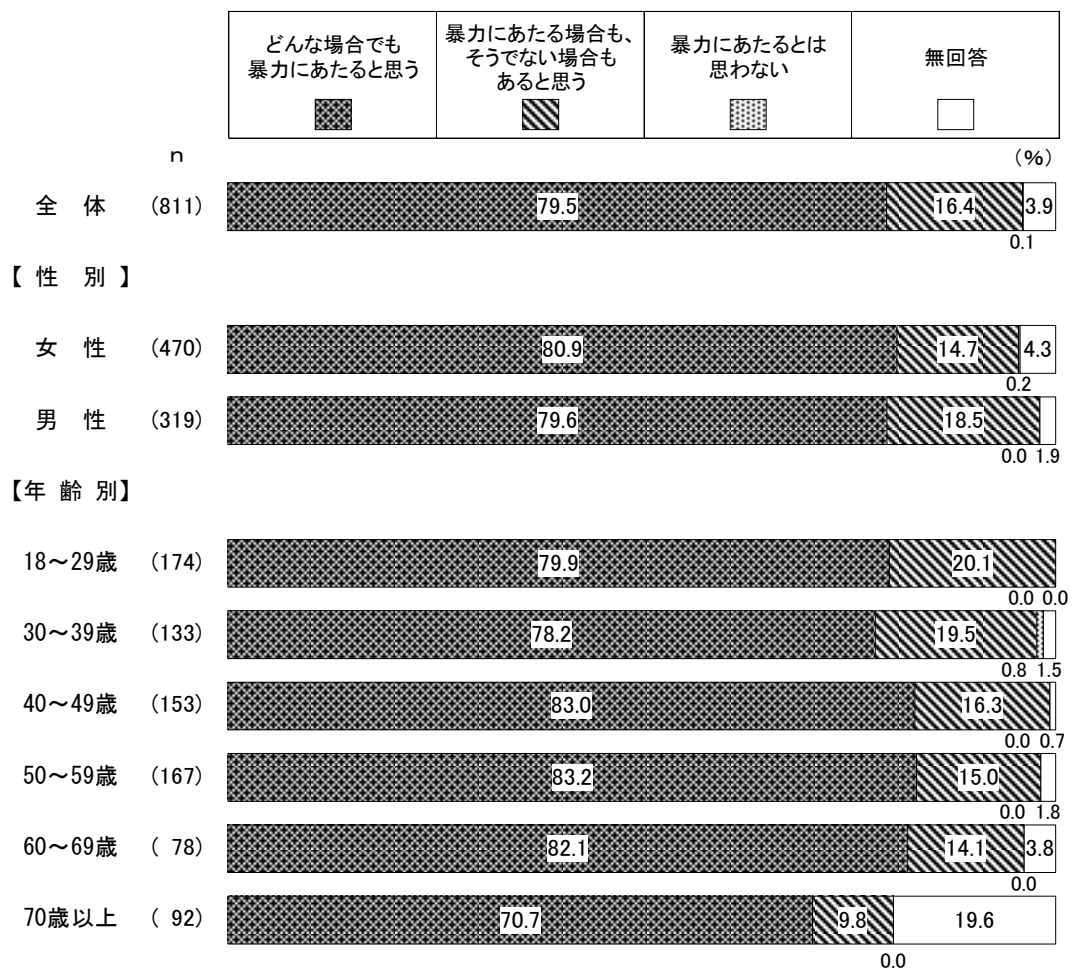 どんな場合でも
暴力にあたると思う
暴力にあたる場合も、
そうでない場合も
あると思う
暴力にあたるとは
思わない
無回答
n
(%)
全 体 (811) 79.5 16.4 3.9
0.1
【 性 別 】
女 性 (470) 80.9 14.7 4.3
0.2
男 性 (319) 79.6 18.5
0.0 1.9
【年 齢 別】
18～29歳 (174) 79.9 20.1
0.0 0.0
30～39歳 (133) 78.2 19.5
0.8 1.5
40～49歳 (153) 83.0 16.3
0.0 0.7
50～59歳 (167) 83.2 15.0
0.0 1.8
60～69歳 ( 78) 82.1 14.1 3.8
0.0
70歳以上 ( 92) 70.7 9.8 19.6
0.0